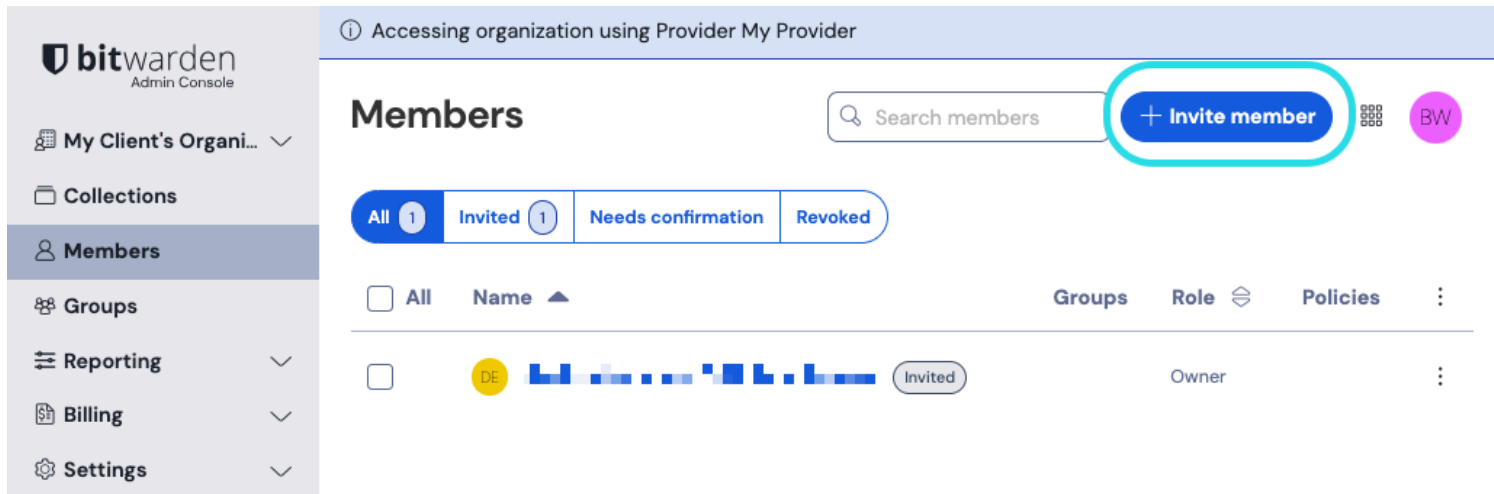 Accessing organization using Provider My Provider
bitwarden
Admin Console
My Client's Organi...
Collections
Members
Groups
Reporting
Billing
Settings
Members
Search members
+ Invite member
BW
All 1
Invited 1
Needs confirmation
Revoked
All Name Groups Role Policies
DE Invited Owner